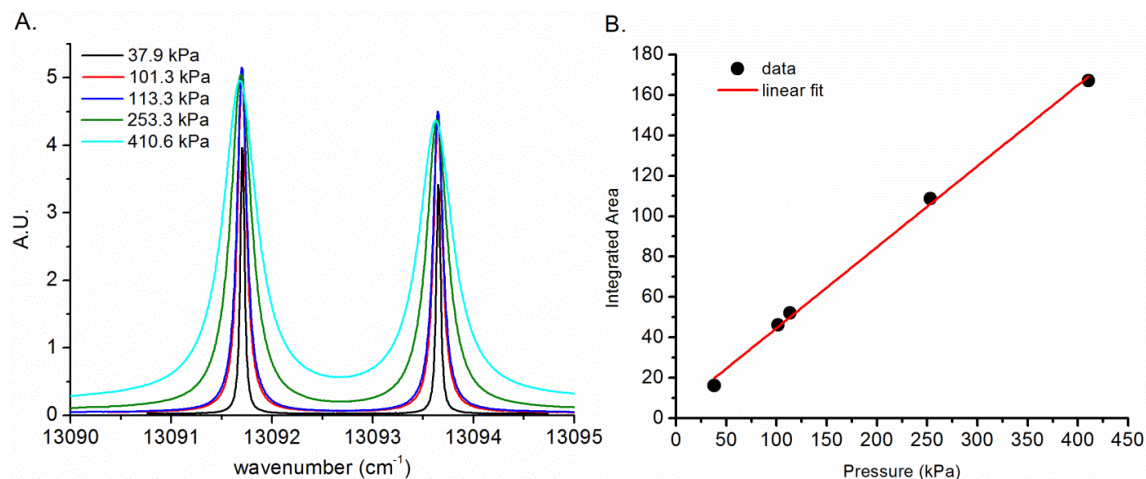 A.
37.9 kPa
101.3 kPa
113.3 kPa
253.3 kPa
410.6 kPa
5
4
3
2
1
0
A.U.
13090 13091 13092 13093 13094 13095
wavenumber (cm⁻¹)
B.
data
linear fit
180
160
140
120
100
80
60
40
20
0
Integrated Area
0 50 100 150 200 250 300 350 400 450
Pressure (kPa)